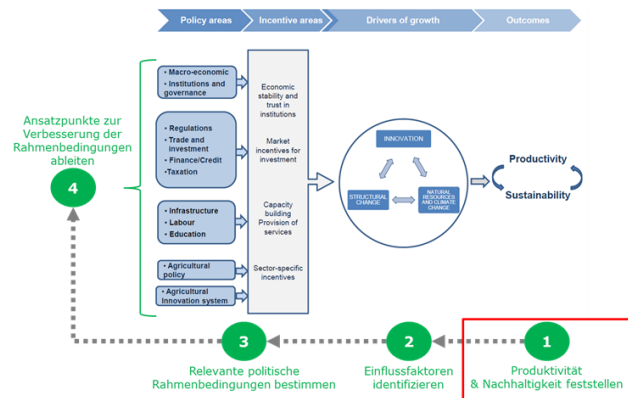 Policy areas
Incentive areas
Drivers of growth
Outcomes
• Macro-economic
• Institutions and
governance
• Regulations
• Trade and
investment
• Finance/Credit
•Taxation
• Infrastructure
• Labour
• Education
• Agricultural
policy
• Agricultural
Innovation system
Economic
stability and
trust in
institutions
Market
incentives for
investment
Capacity
building
Provision of
services
Sector-specific
incentives
INNOVATION
STRUCTURAL
CHANGE
NATURAL
RESOURCES
AND CLIMATE
CHANGE
Productivity
Sustainability
Ansatzpunkte zur
Verbesserung der
Rahmenbedingungen
ableiten
4
3
Relevante politische
Rahmenbedingungen bestimmen
2
Einflussfaktoren
identifizieren
1
Produktivität
& Nachhaltigkeit feststellen